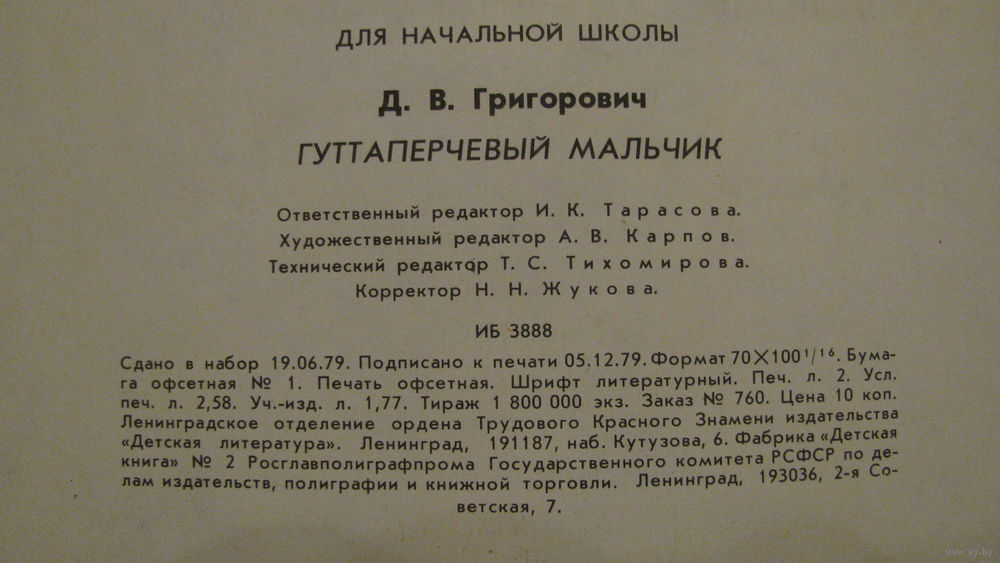 ДЛЯ НАЧАЛЬНОЙ ШКОЛЫ
Д. В. Григорович
ГУТТАПЕРЧЕВЫЙ МАЛЬЧИК
Ответственный редактор И. К. Тарасова.
Художественный редактор А. В. Карпов.
Технический редактор Т. С. Тихомирова.
Корректор Н. Н. Жукова.
ИБ 3888
Сдано в набор 19.06.79. Подписано к печати 05.12.79. Формат 70×100¹/₁₆. Бума-
га офсетная № 1. Печать офсетная. Шрифт литературный. Печ. л. 2. Усл.
печ. л. 2,58. Уч.-изд. л. 1,77. Тираж 1 800 000 экз. Заказ № 760. Цена 10 коп.
Ленинградское отделение ордена Трудового Красного Знамени издательства
«Детская литература». Ленинград, 191187, наб. Кутузова, 6. Фабрика «Детская
книга» № 2 Росглавполиграфпрома Государственного комитета РСФСР по де-
лам издательств, полиграфии и книжной торговли. Ленинград, 193036, 2-я Со-
ветская, 7.
www.ay.by